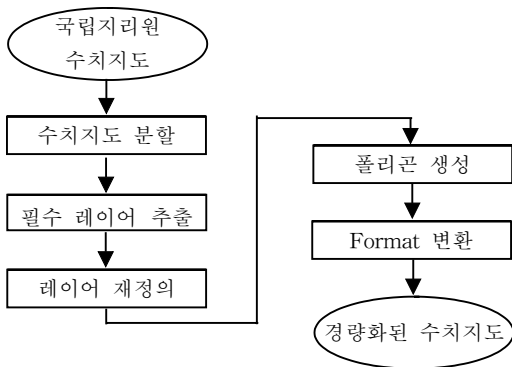 국립지리원
수치지도
수치지도 분할
필수 레이어 추출
레이어 재정의
폴리곤 생성
Format 변환
경량화된 수치지도